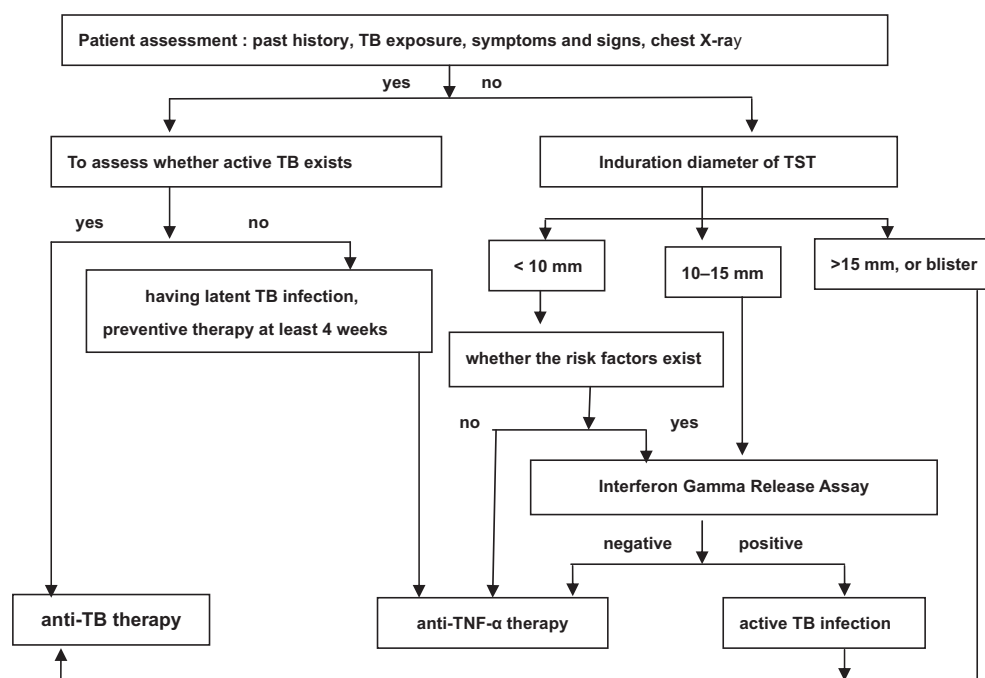 Patient assessment : past history, TB exposure, symptoms and signs, chest X-ray
yes
no
To assess whether active TB exists
Induration diameter of TST
yes
no
< 10 mm
10–15 mm
>15 mm, or blister
having latent TB infection,
preventive therapy at least 4 weeks
whether the risk factors exist
no
yes
Interferon Gamma Release Assay
negative
positive
anti-TB therapy
anti-TNF-α therapy
active TB infection